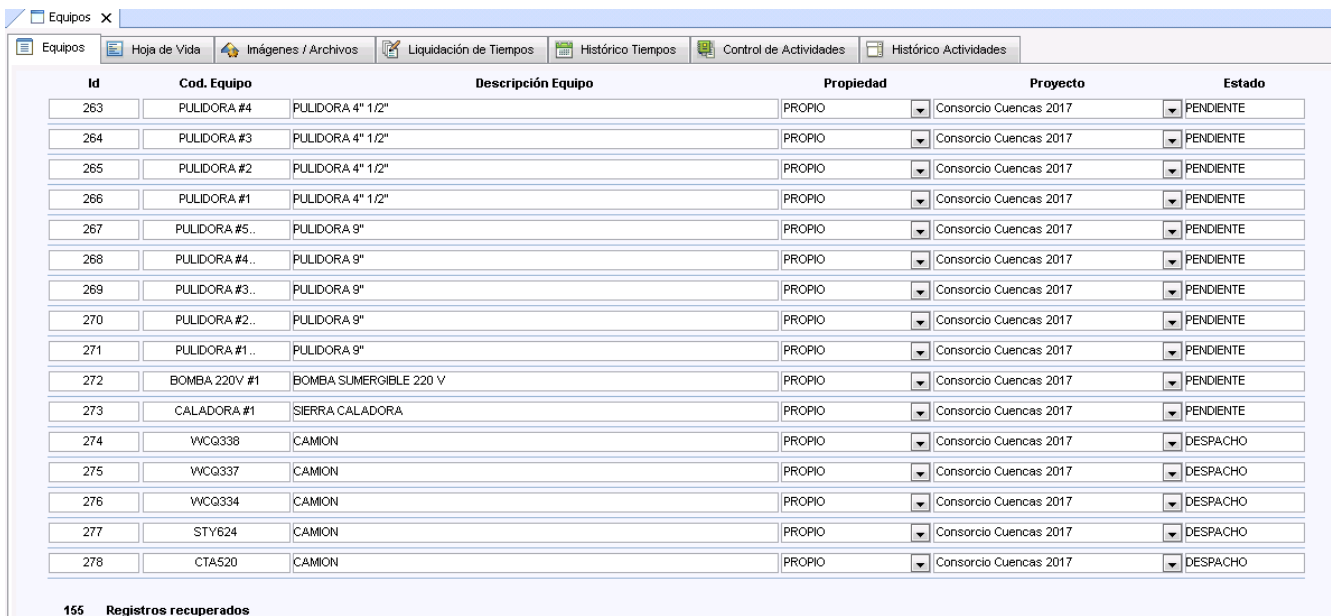 Equipos X
Equipos Hoja de Vida Imágenes / Archivos Liquidación de Tiempos Histórico Tiempos Control de Actividades Histórico Actividades
Id Cod. Equipo Descripción Equipo Propiedad Proyecto Estado
263 PULIDORA #4 PULIDORA 4" 1/2" PROPIO Consorcio Cuencas 2017 PENDIENTE
264 PULIDORA #3 PULIDORA 4" 1/2" PROPIO Consorcio Cuencas 2017 PENDIENTE
265 PULIDORA #2 PULIDORA 4" 1/2" PROPIO Consorcio Cuencas 2017 PENDIENTE
266 PULIDORA #1 PULIDORA 4" 1/2" PROPIO Consorcio Cuencas 2017 PENDIENTE
267 PULIDORA #5.. PULIDORA 9" PROPIO Consorcio Cuencas 2017 PENDIENTE
268 PULIDORA #4.. PULIDORA 9" PROPIO Consorcio Cuencas 2017 PENDIENTE
269 PULIDORA #3.. PULIDORA 9" PROPIO Consorcio Cuencas 2017 PENDIENTE
270 PULIDORA #2.. PULIDORA 9" PROPIO Consorcio Cuencas 2017 PENDIENTE
271 PULIDORA #1.. PULIDORA 9" PROPIO Consorcio Cuencas 2017 PENDIENTE
272 BOMBA 220V #1 BOMBA SUMERGIBLE 220 V PROPIO Consorcio Cuencas 2017 PENDIENTE
273 CALADORA #1 SIERRA CALADORA PROPIO Consorcio Cuencas 2017 PENDIENTE
274 WCQ338 CAMION PROPIO Consorcio Cuencas 2017 DESPACHO
275 WCQ337 CAMION PROPIO Consorcio Cuencas 2017 DESPACHO
276 WCQ334 CAMION PROPIO Consorcio Cuencas 2017 DESPACHO
277 STY624 CAMION PROPIO Consorcio Cuencas 2017 DESPACHO
278 CTA520 CAMION PROPIO Consorcio Cuencas 2017 DESPACHO
155 Registros recuperados